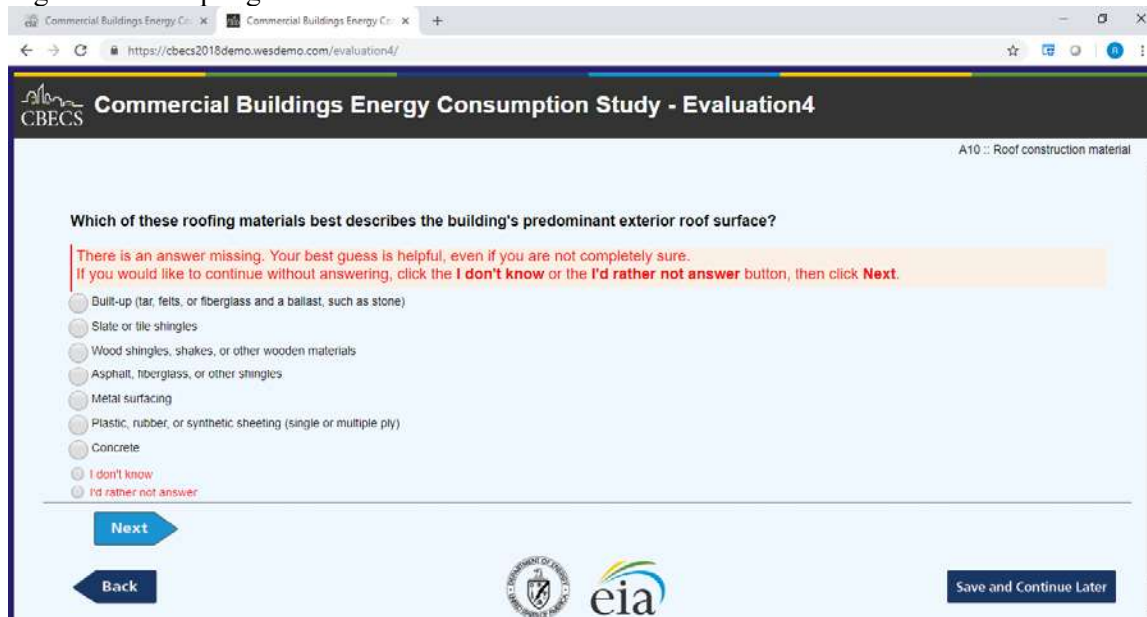 Commercial Buildings Energy Co
Commercial Buildings Energy Co
https://cbecs2018demo.wesdemo.com/evaluation4/
CBECS
Commercial Buildings Energy Consumption Study - Evaluation4
A10 :: Roof construction material
Which of these roofing materials best describes the building's predominant exterior roof surface?
There is an answer missing. Your best guess is helpful, even if you are not completely sure.
If you would like to continue without answering, click the I don't know or the I'd rather not answer button, then click Next.
Built-up (tar, felts, or fiberglass and a ballast, such as stone)
Slate or tile shingles
Wood shingles, shakes, or other wooden materials
Asphalt, fiberglass, or other shingles
Metal surfacing
Plastic, rubber, or synthetic sheeting (single or multiple ply)
Concrete
I don't know
I'd rather not answer
Next
Back
eia
Save and Continue Later